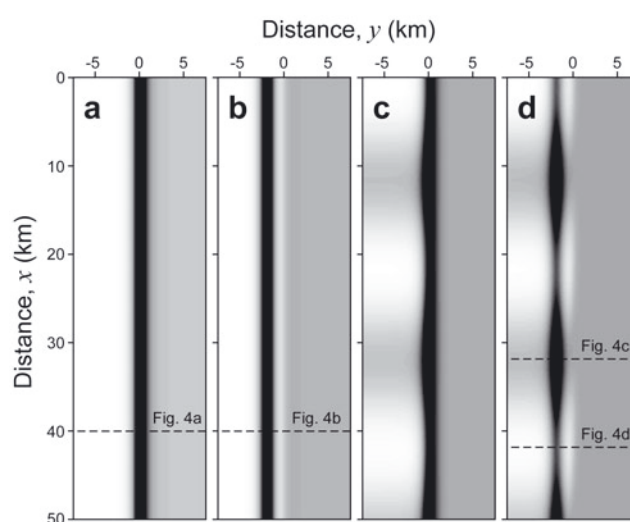 Distance, y (km)
-5 0 5 -5 0 5 -5 0 5 -5 0 5
a b c d
Distance, x (km)
0
10
20
30
40
50
Fig. 4a
Fig. 4b
Fig. 4c
Fig. 4d